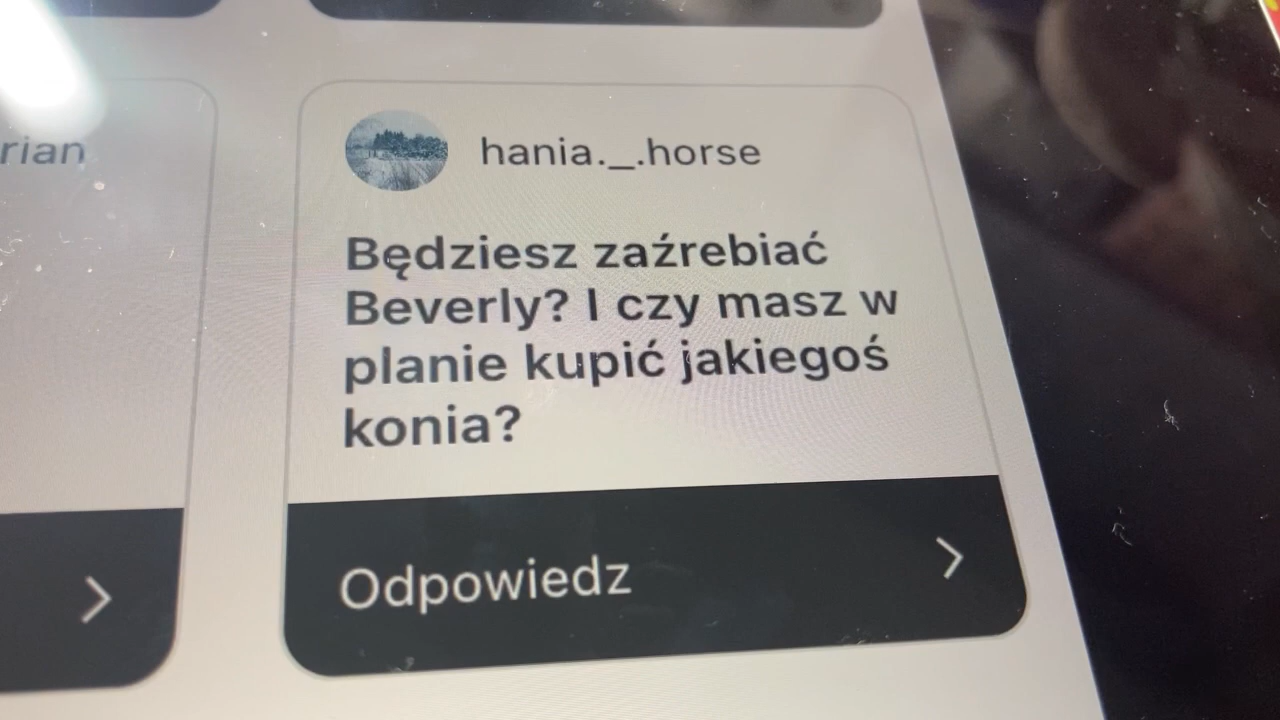 rian
hania._.horse
Będziesz zaźrebiać
Beverly? I czy masz w
planie kupić jakiegoś
konia?
Odpowiedz